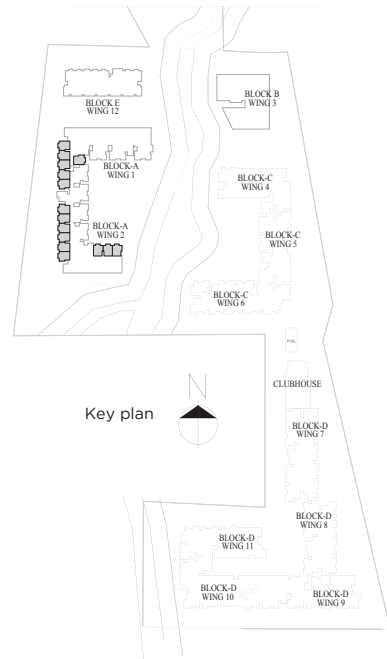 BLOCK E
WING 12
BLOCK B
WING 3
BLOCK-A
WING 1
BLOCK-C
WING 4
BLOCK-A
WING 2
BLOCK-C
WING 5
BLOCK-C
WING 6
POOL
CLUBHOUSE
N
Key plan
BLOCK-D
WING 7
BLOCK-D
WING 8
BLOCK-D
WING 11
BLOCK-D
WING 10
BLOCK-D
WING 9